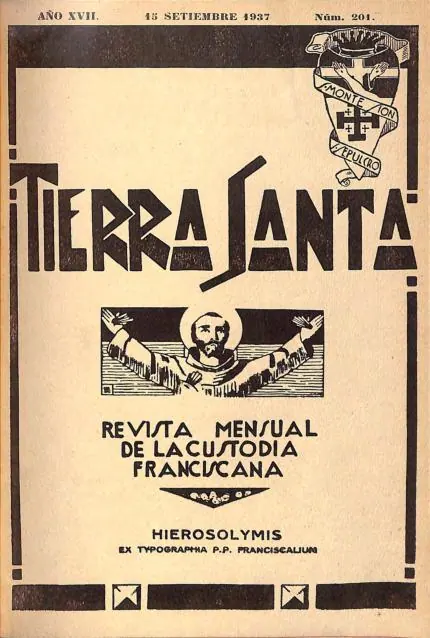 AÑO XVII. 15 SETIEMBRE 1937 Núm. 201.
S. MONTE SION
S. SEPULCRO
TIERRA SANTA
REVISTA MENSUAL
DE LA CUSTODIA
FRANCISCANA
HIEROSOLYMIS
EX TYPOGRAPHIA P.P. FRANCISCALIUM